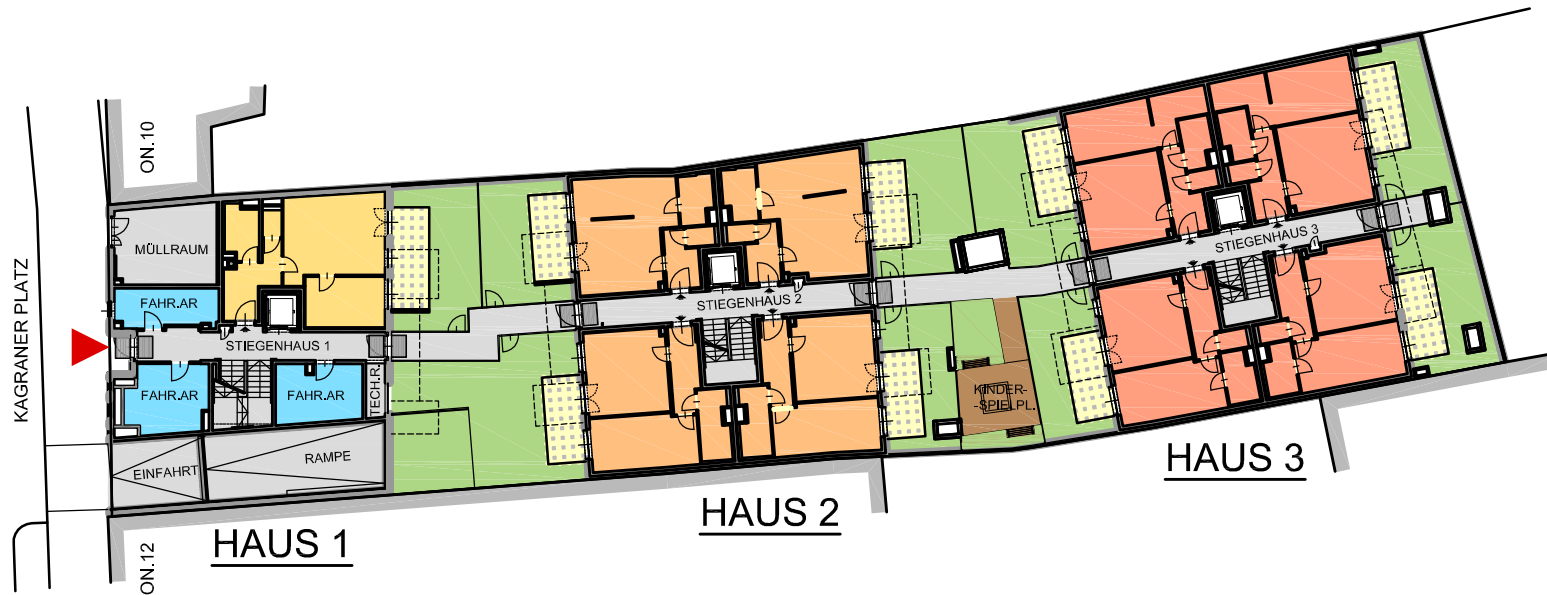 KAGRANER PLATZ
ON.10
MÜLLRAUM
FAHR.AR
STIEGENHAUS 1
FAHR.AR
FAHR.AR
TECH.R.
EINFAHRT
RAMPE
ON.12
HAUS 1
STIEGENHAUS 2
HAUS 2
KINDER-
-SPIELPL.
STIEGENHAUS 3
HAUS 3